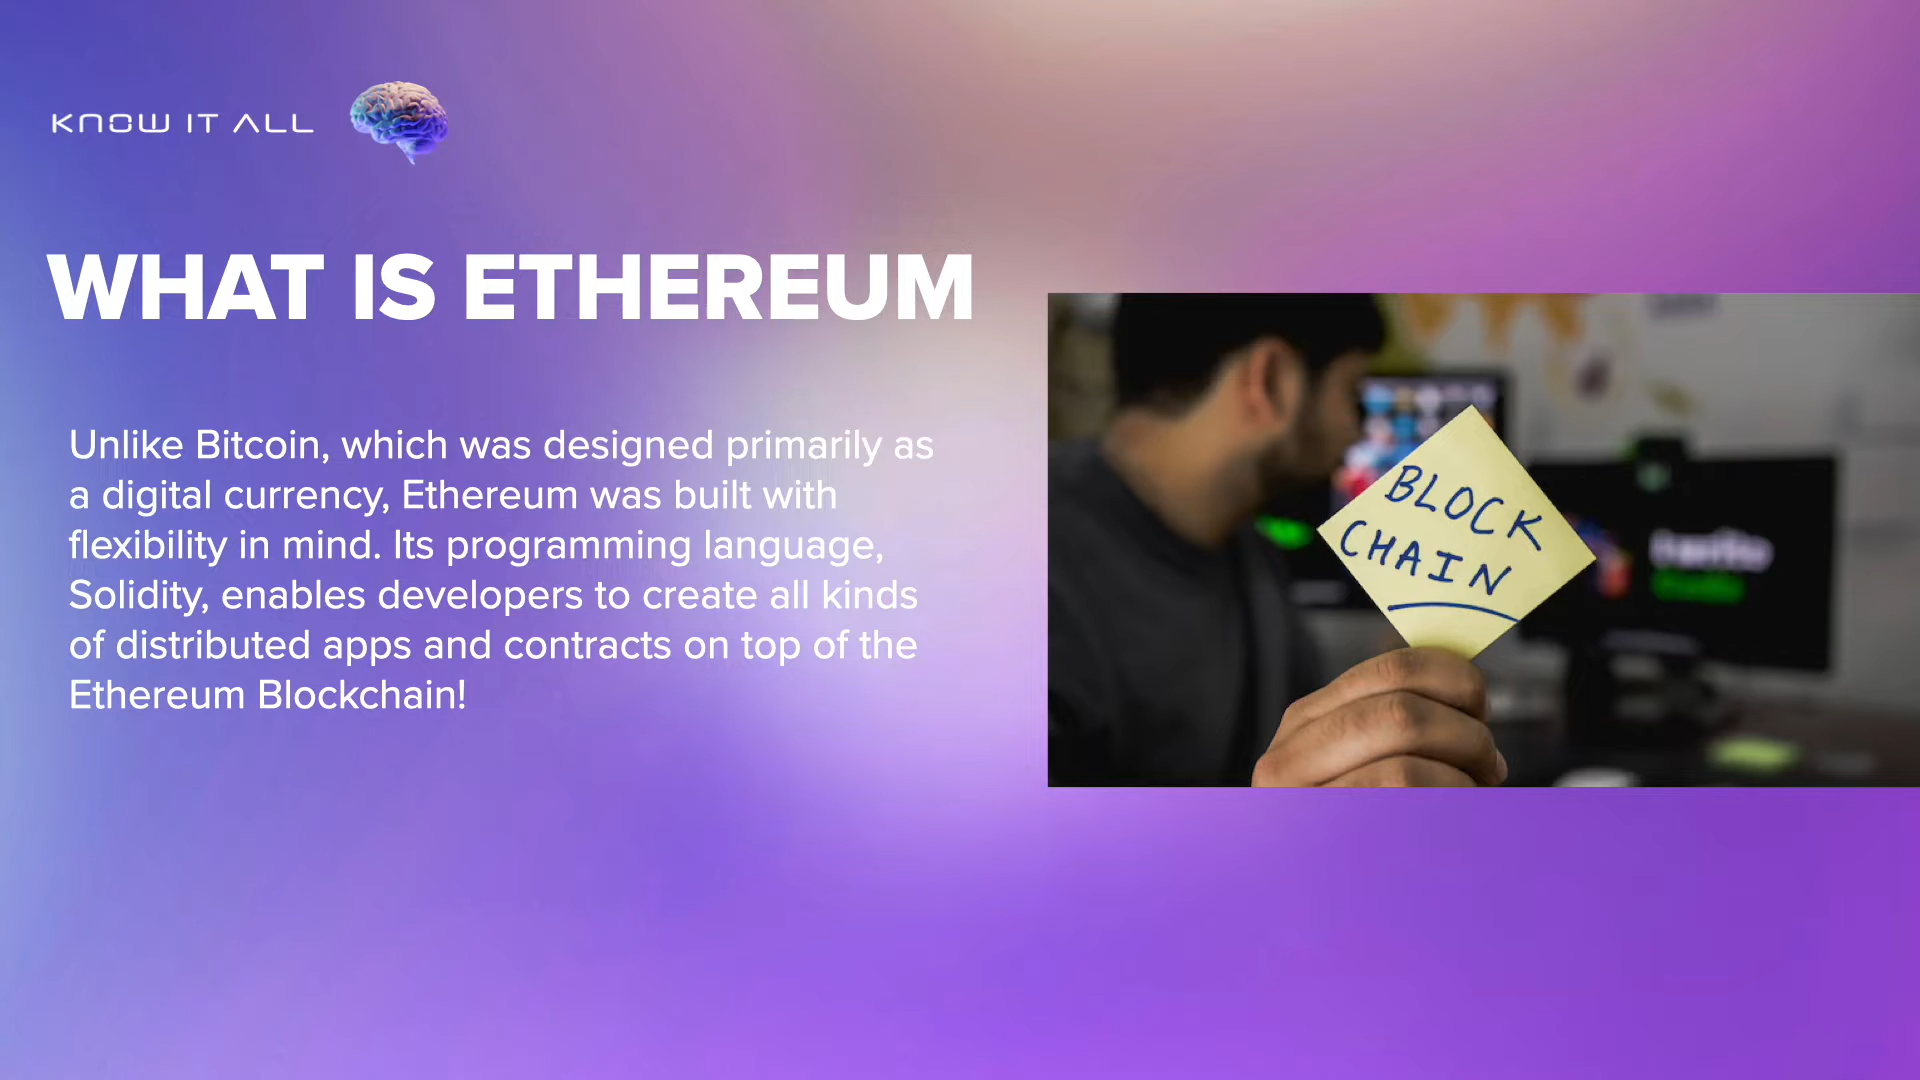 KNOW IT ALL
WHAT IS ETHEREUM
Unlike Bitcoin, which was designed primarily as
a digital currency, Ethereum was built with
flexibility in mind. Its programming language,
Solidity, enables developers to create all kinds
of distributed apps and contracts on top of the
Ethereum Blockchain!
BLOCK
CHAIN